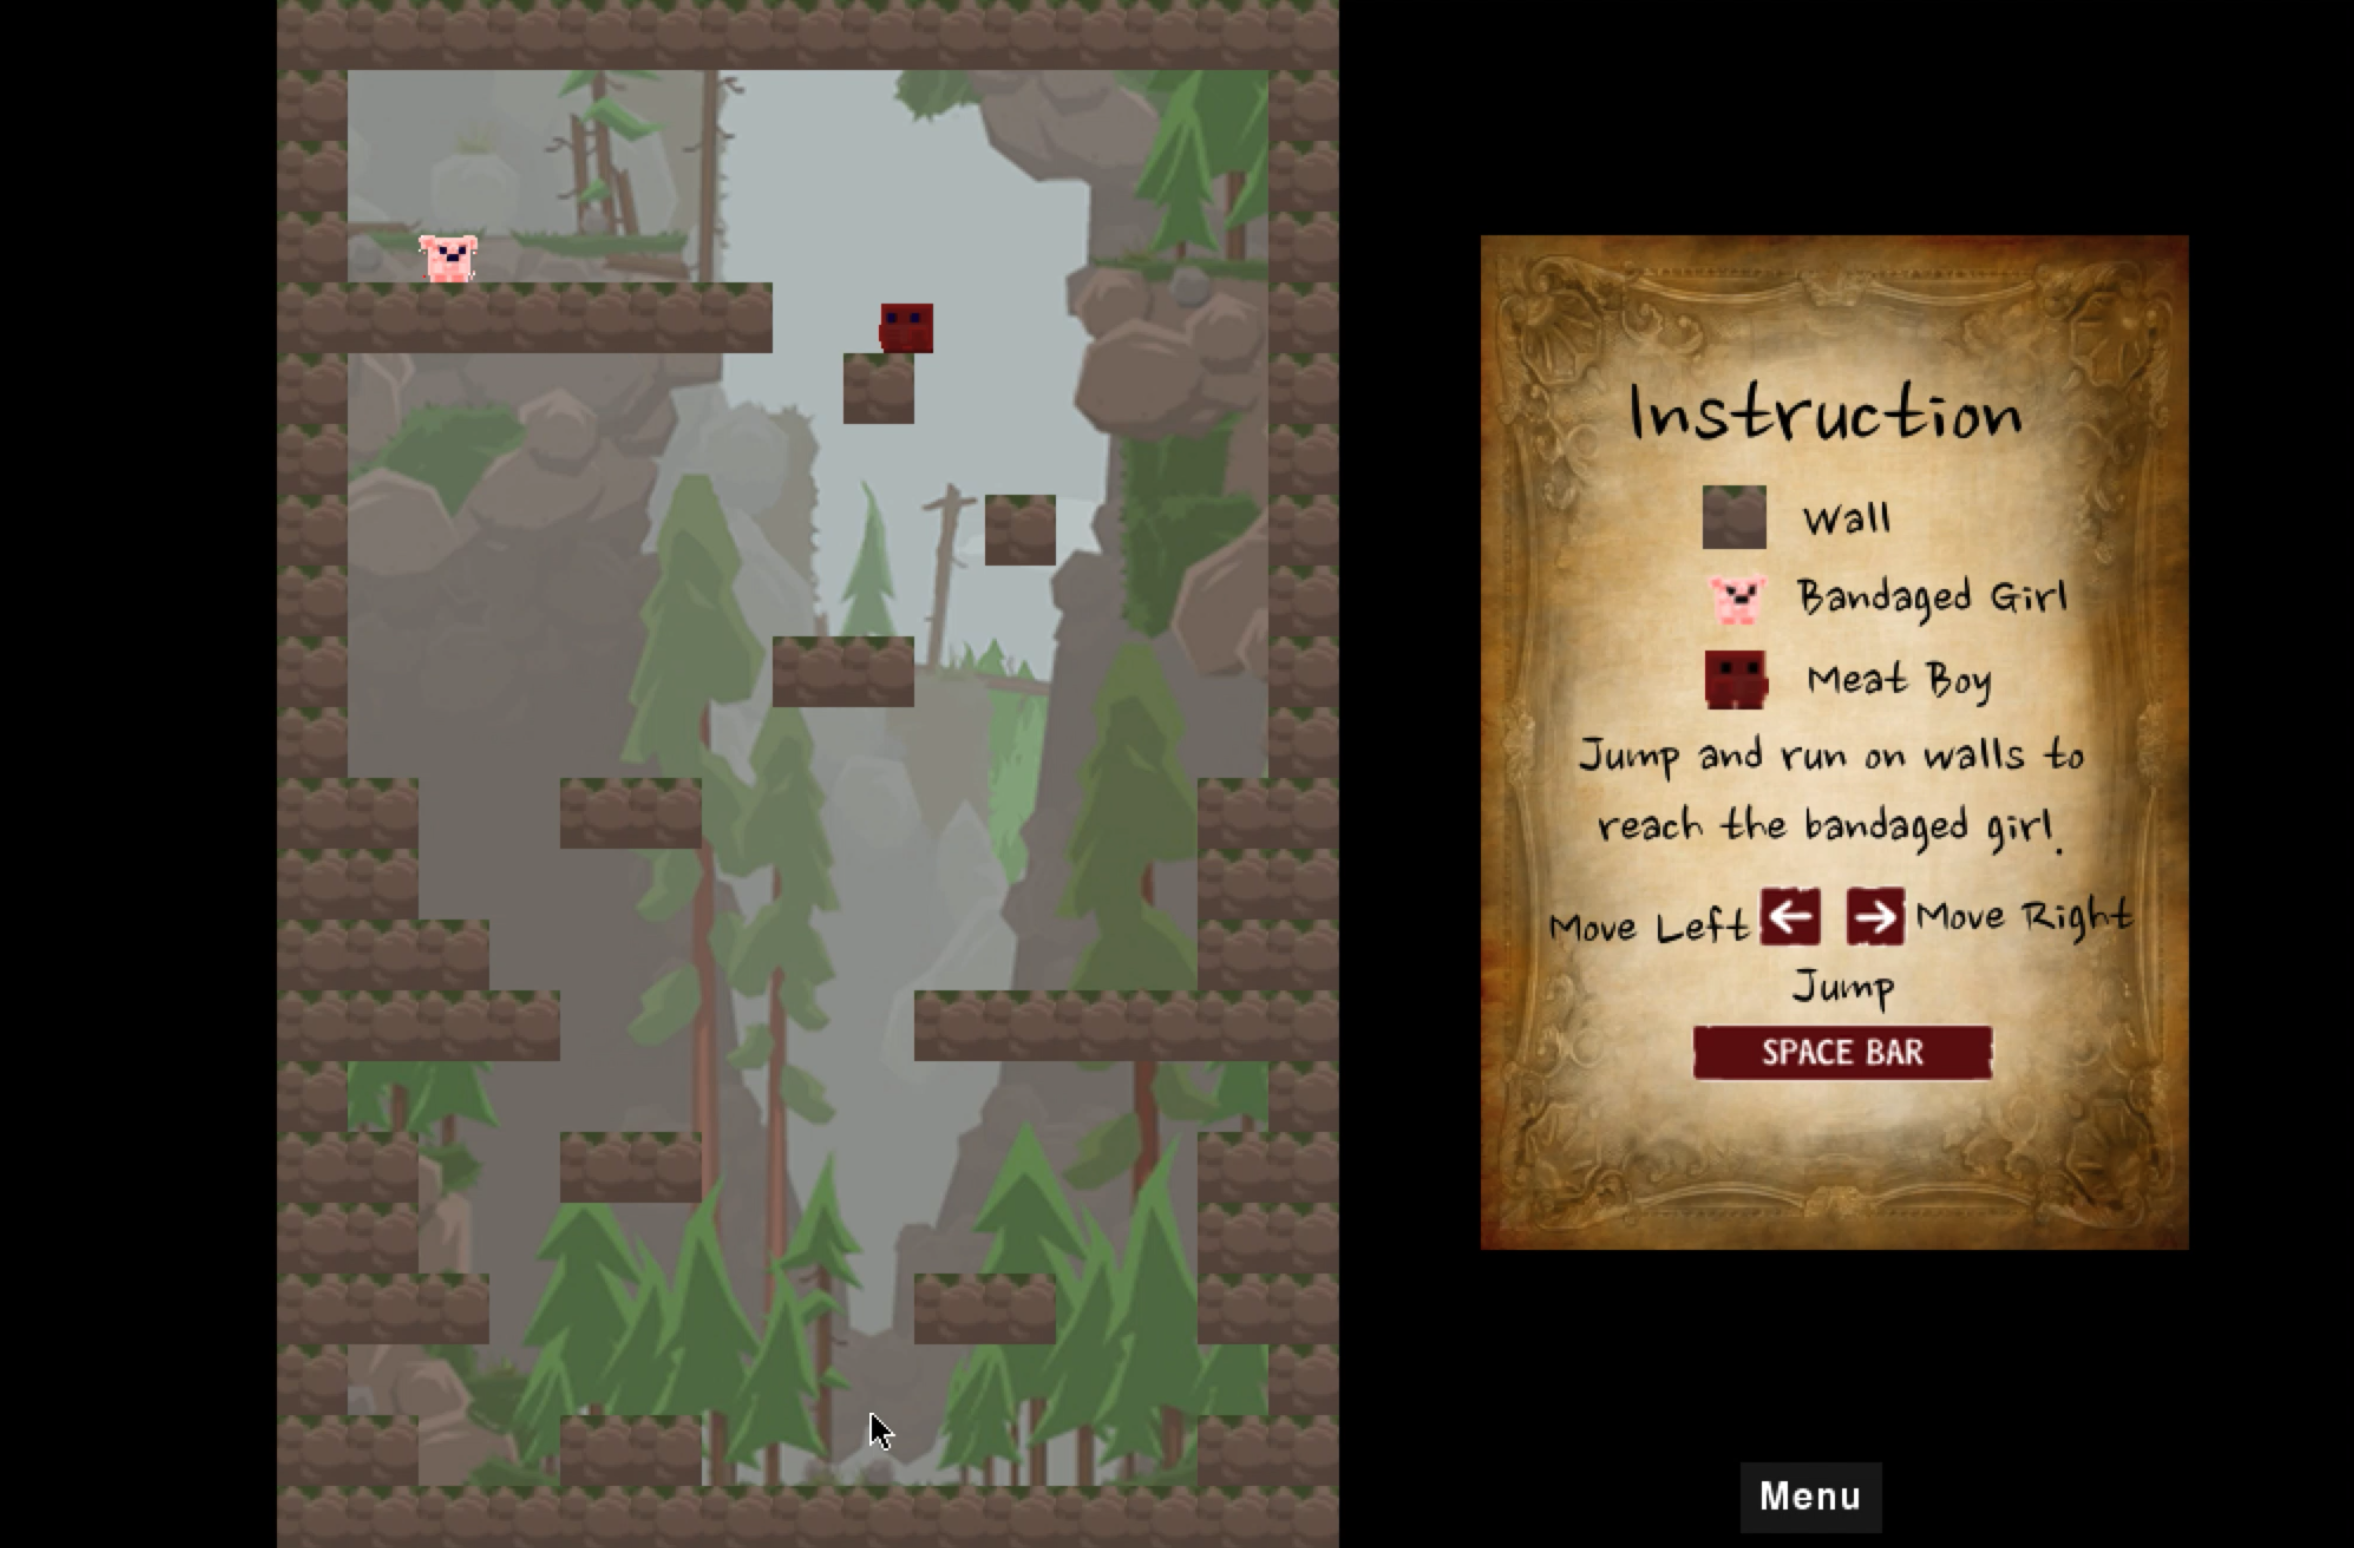 Instruction
Wall
Bandaged Girl
Meat Boy
Jump and run on walls to
reach the bandaged girl.
Move Left ← → Move Right
Jump
SPACE BAR
Menu